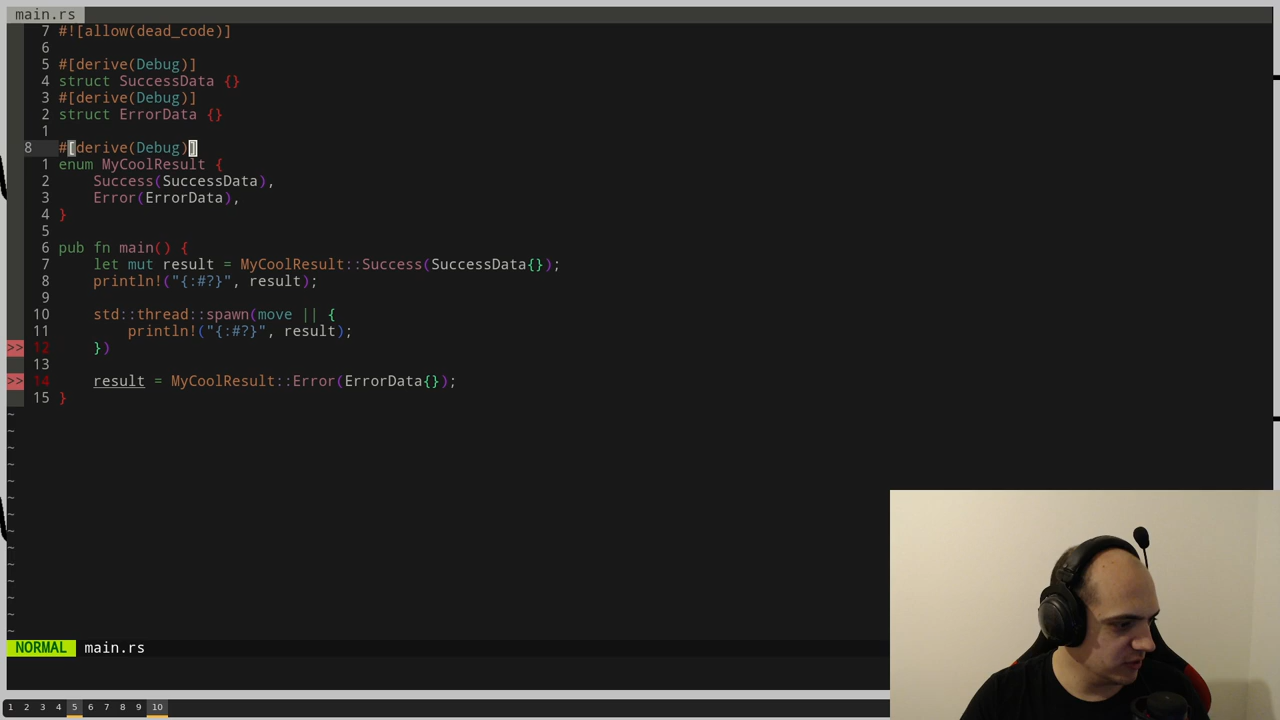 main.rs
7 #![allow(dead_code)]
6
5 #[derive(Debug)]
4 struct SuccessData {}
3 #[derive(Debug)]
2 struct ErrorData {}
1
8 #[derive(Debug)]
1 enum MyCoolResult {
2     Success(SuccessData),
3     Error(ErrorData),
4 }
5
6 pub fn main() {
7     let mut result = MyCoolResult::Success(SuccessData{});
8     println!("{:#?}", result);
9
10     std::thread::spawn(move || {
11         println!("{:#?}", result);
>> 12     })
13
>> 14     result = MyCoolResult::Error(ErrorData{});
15 }
~
~
~
~
~
~
~
~
~
~
~
~
~
~
NORMAL main.rs
1 2 3 4 5 6 7 8 9 10